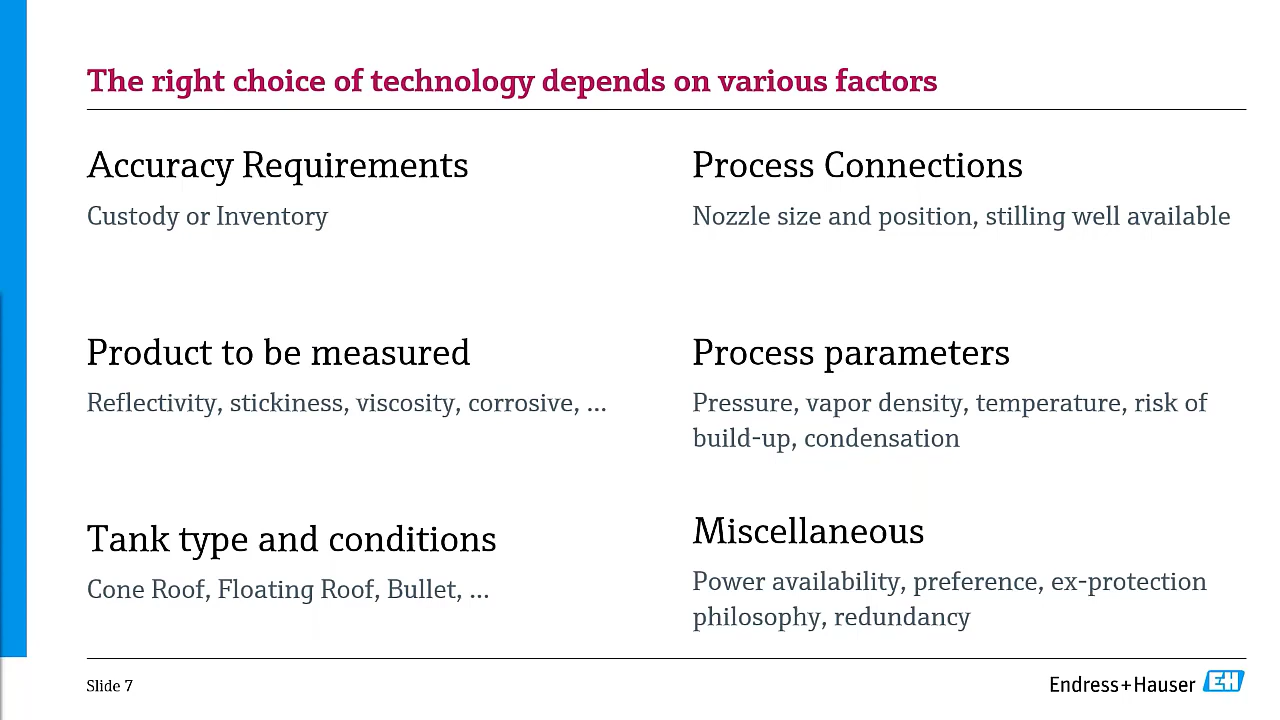 The right choice of technology depends on various factors
Accuracy Requirements
Custody or Inventory
Process Connections
Nozzle size and position, stilling well available
Product to be measured
Reflectivity, stickiness, viscosity, corrosive, ...
Process parameters
Pressure, vapor density, temperature, risk of
build-up, condensation
Tank type and conditions
Cone Roof, Floating Roof, Bullet, ...
Miscellaneous
Power availability, preference, ex-protection
philosophy, redundancy
Slide 7
Endress+Hauser EH